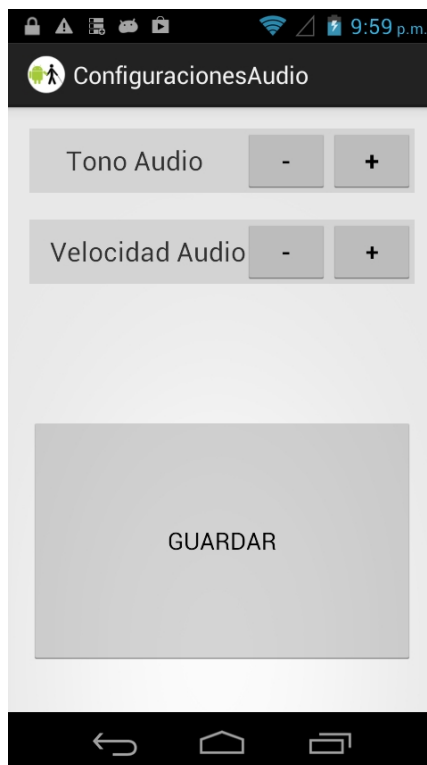 9:59 p.m.
ConfiguracionesAudio
Tono Audio - +
Velocidad Audio - +
GUARDAR